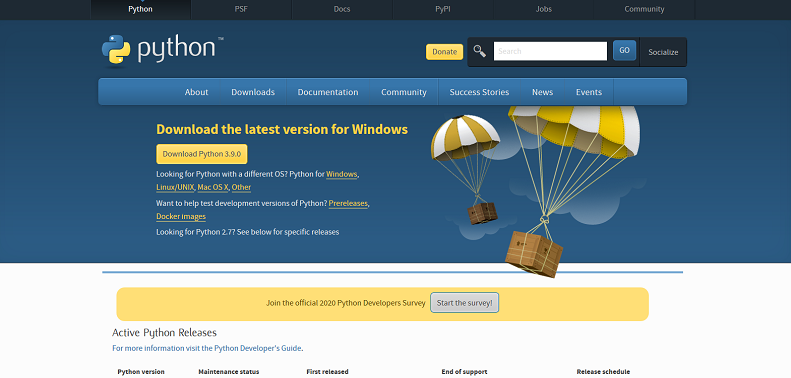 Python PSF Docs PyPI Jobs Community
python™
Donate Search GO Socialize
About Downloads Documentation Community Success Stories News Events
Download the latest version for Windows
Download Python 3.9.0
Looking for Python with a different OS? Python for Windows,
Linux/UNIX, Mac OS X, Other
Want to help test development versions of Python? Prereleases,
Docker images
Looking for Python 2.7? See below for specific releases
Join the official 2020 Python Developers Survey Start the survey!
Active Python Releases
For more information visit the Python Developer's Guide.
Python version Maintenance status First released End of support Release schedule